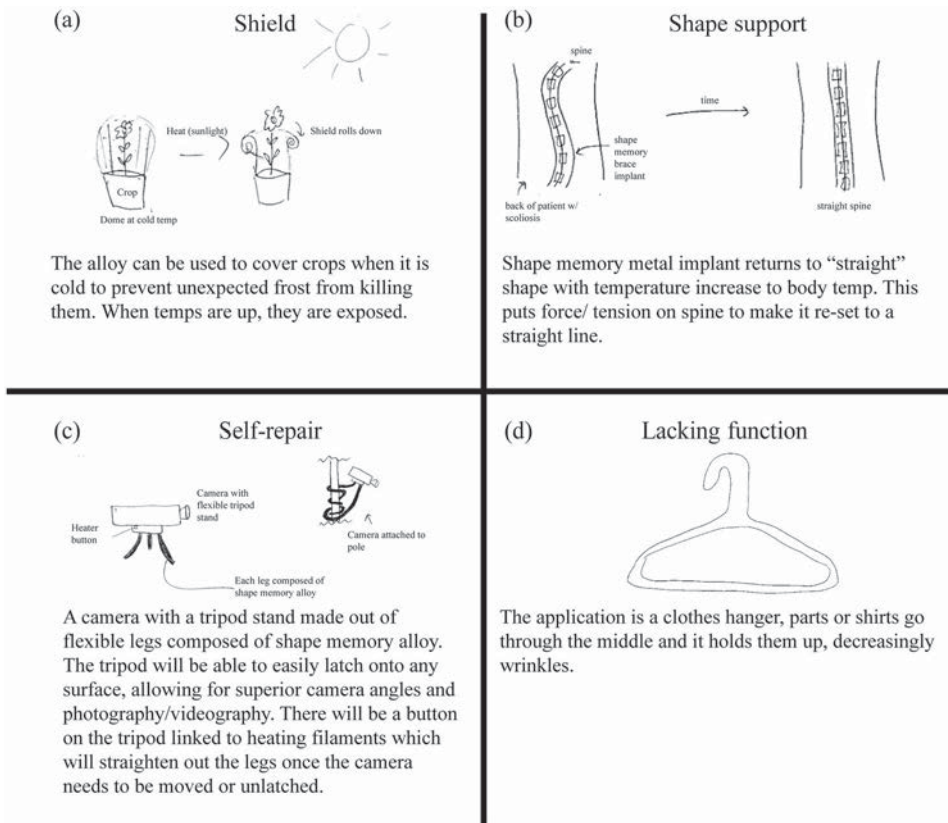 (a) Shield
Heat (sunlight)
Shield rolls down
Crop
Dome at cold temp
The alloy can be used to cover crops when it is
cold to prevent unexpected frost from killing
them. When temps are up, they are exposed.
(b) Shape support
spine
time
shape
memory
brace
implant
back of patient w/
scoliosis
straight spine
Shape memory metal implant returns to “straight”
shape with temperature increase to body temp. This
puts force/ tension on spine to make it re-set to a
straight line.
(c) Self-repair
Camera with
flexible tripod
stand
Heater
button
Camera attached to
pole
Each leg composed of
shape memory alloy
A camera with a tripod stand made out of
flexible legs composed of shape memory alloy.
The tripod will be able to easily latch onto any
surface, allowing for superior camera angles and
photography/videography. There will be a button
on the tripod linked to heating filaments which
will straighten out the legs once the camera
needs to be moved or unlatched.
(d) Lacking function
The application is a clothes hanger, parts or shirts go
through the middle and it holds them up, decreasingly
wrinkles.